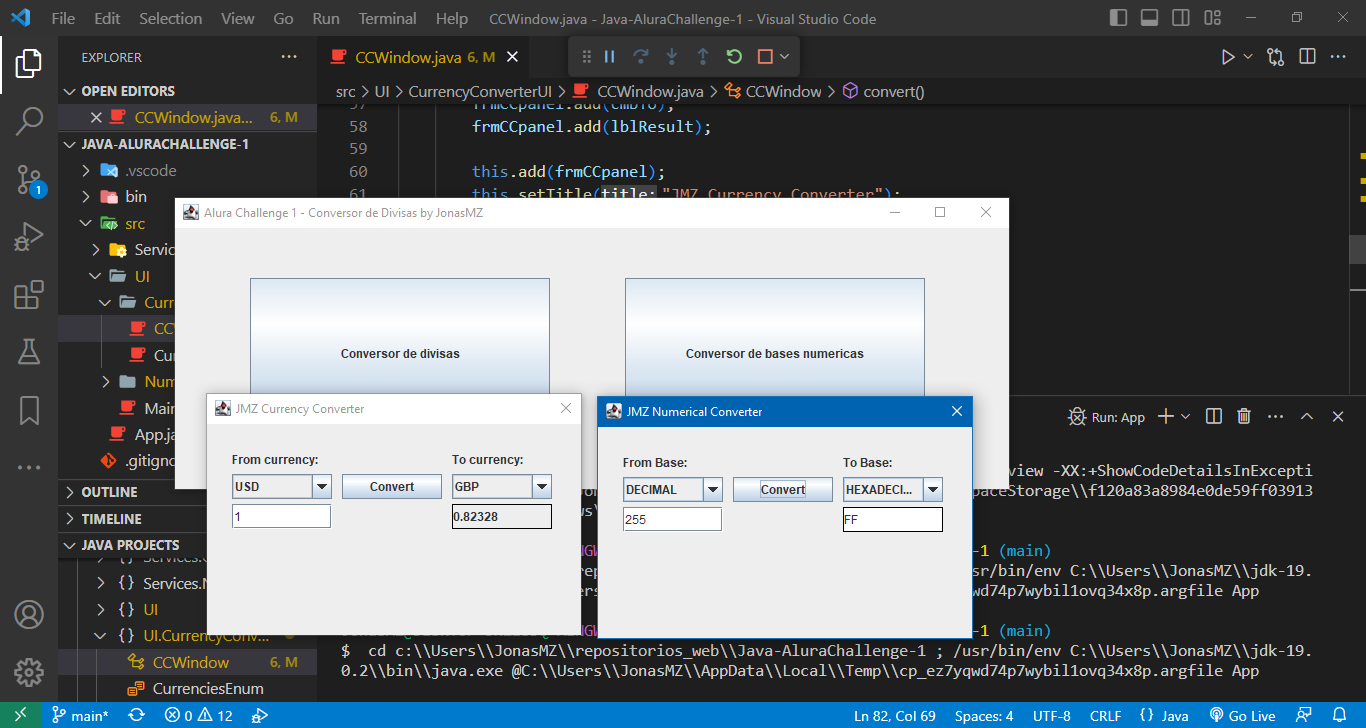 File Edit Selection View Go Run Terminal Help CCWindow.java - Java-AluraChallenge-1 - Visual Studio Code
EXPLORER
CCWindow.java 6, M
OPEN EDITORS
src > UI > CurrencyConverterUI > CCWindow.java > CCWindow > convert()
CCWindow.java... 6, M
JAVA-ALURACHALLENGE-1
.vscode
bin
src
Servic
UI
Curr
CC
Cu
Num
Mai
App.ja
.gitign
OUTLINE
TIMELINE
JAVA PROJECTS
Services.N
UI
UI.CurrencyConv...
CCWindow 6, M
CurrenciesEnum
57 frmCCpanel.add(cmbTo);
58 frmCCpanel.add(lblResult);
59
60 this.add(frmCCpanel);
61 this.setTitle(title:"JMZ Currency Converter");
Alura Challenge 1 - Conversor de Divisas by JonasMZ
Conversor de divisas
Conversor de bases numericas
JMZ Currency Converter
From currency:
To currency:
USD
Convert
GBP
1
0.82328
JMZ Numerical Converter
From Base:
To Base:
DECIMAL
Convert
HEXADECI...
255
FF
Run: App
view -XX:+ShowCodeDetailsInExcepti
paceStorage\\f120a83a8984e0de59ff03913
-1 (main)
usr/bin/env C:\\Users\\JonasMZ\\jdk-19.
wd74p7wybil1ovq34x8p.argfile App
-1 (main)
$ cd c:\\Users\\JonasMZ\\repositorios_web\\Java-AluraChallenge-1 ; /usr/bin/env C:\\Users\\JonasMZ\\jdk-19.
0.2\\bin\\java.exe @C:\\Users\\JonasMZ\\AppData\\Local\\Temp\\cp_ez7yqwd74p7wybil1ovq34x8p.argfile App
1
main* 0 12
Ln 82, Col 69 Spaces: 4 UTF-8 CRLF {} Java Go Live